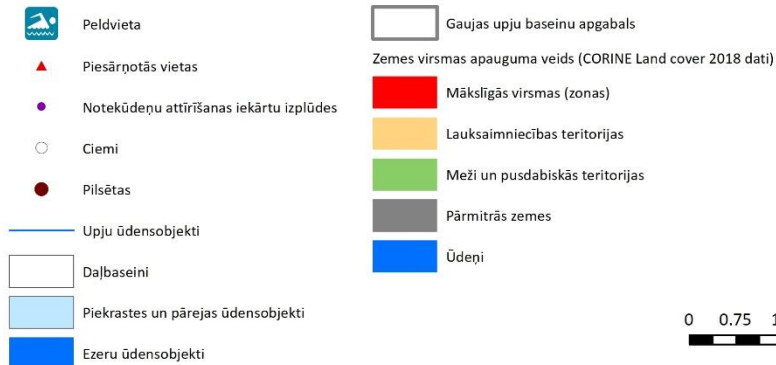 Peldvieta
Piesārņotās vietas
Notekūdeņu attīrīšanas iekārtu izplūdes
Ciemi
Pilsētas
Upju ūdensobjekti
Daļbaseini
Piekrastes un pārejas ūdensobjekti
Ezeru ūdensobjekti
Gaujas upju baseinu apgabals
Zemes virsmas apauguma veids (CORINE Land cover 2018 dati)
Mākslīgās virsmas (zonas)
Lauksaimniecības teritorijas
Meži un pusdabiskās teritorijas
Pārmitrās zemes
Ūdeņi
0 0.75